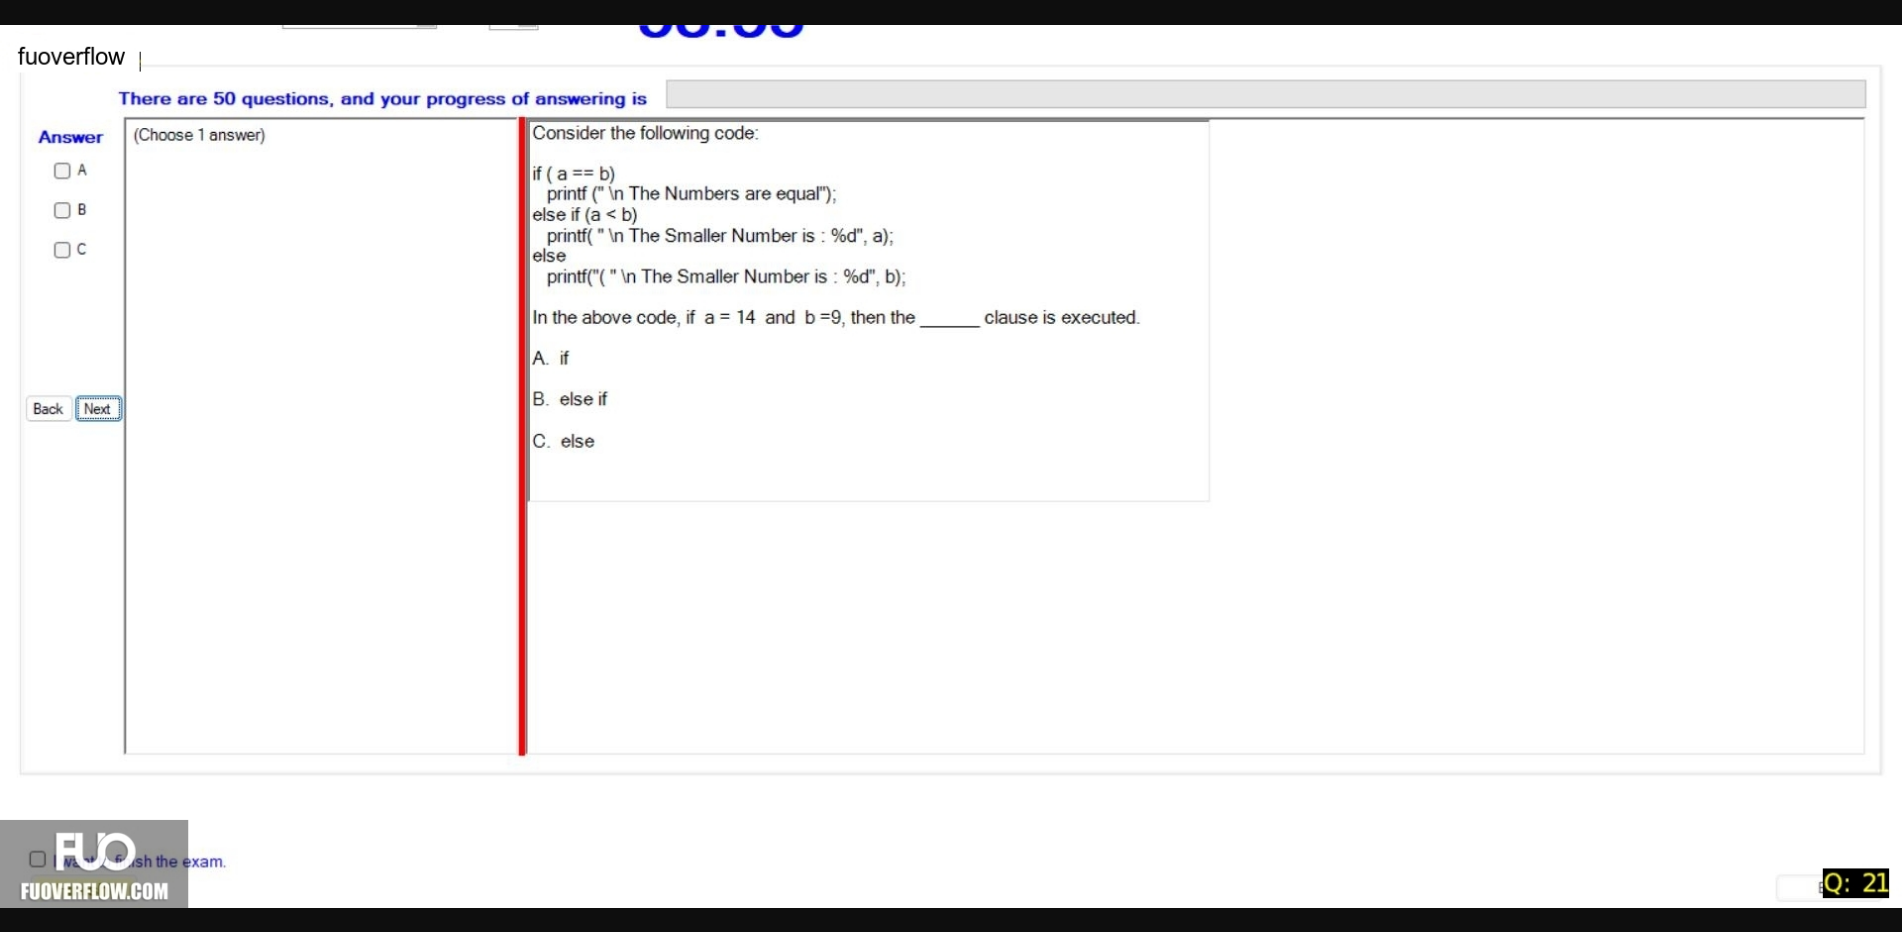 fuoverflow
There are 50 questions, and your progress of answering is
Answer
(Choose 1 answer)
A
B
C
Back
Next
Consider the following code:
if ( a == b)
printf (" \n The Numbers are equal");
else if (a < b)
printf( " \n The Smaller Number is : %d", a);
else
printf("( " \n The Smaller Number is : %d", b);
In the above code, if a = 14 and b =9, then the ______ clause is executed.
A. if
B. else if
C. else
FUO
the exam.
FUOVERFLOW.COM
Q: 21